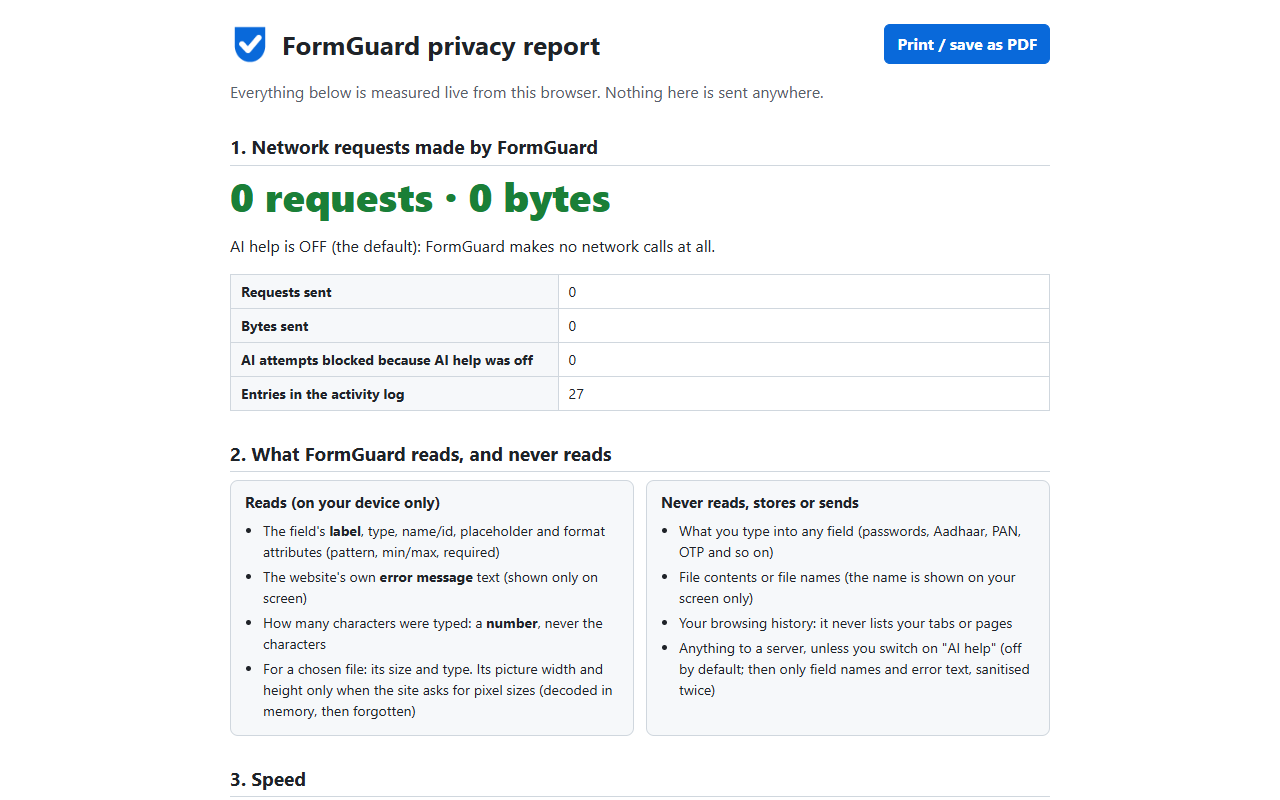 FormGuard privacy report
Print / save as PDF
Everything below is measured live from this browser. Nothing here is sent anywhere.
1. Network requests made by FormGuard
0 requests · 0 bytes
AI help is OFF (the default): FormGuard makes no network calls at all.
Requests sent 0
Bytes sent 0
AI attempts blocked because AI help was off 0
Entries in the activity log 27
2. What FormGuard reads, and never reads
Reads (on your device only)
• The field's label, type, name/id, placeholder and format
attributes (pattern, min/max, required)
• The website's own error message text (shown only on
screen)
• How many characters were typed: a number, never the
characters
• For a chosen file: its size and type. Its picture width and
height only when the site asks for pixel sizes (decoded in
memory, then forgotten)
Never reads, stores or sends
• What you type into any field (passwords, Aadhaar, PAN,
OTP and so on)
• File contents or file names (the name is shown on your
screen only)
• Your browsing history: it never lists your tabs or pages
• Anything to a server, unless you switch on "AI help" (off
by default; then only field names and error text, sanitised
twice)
3. Speed